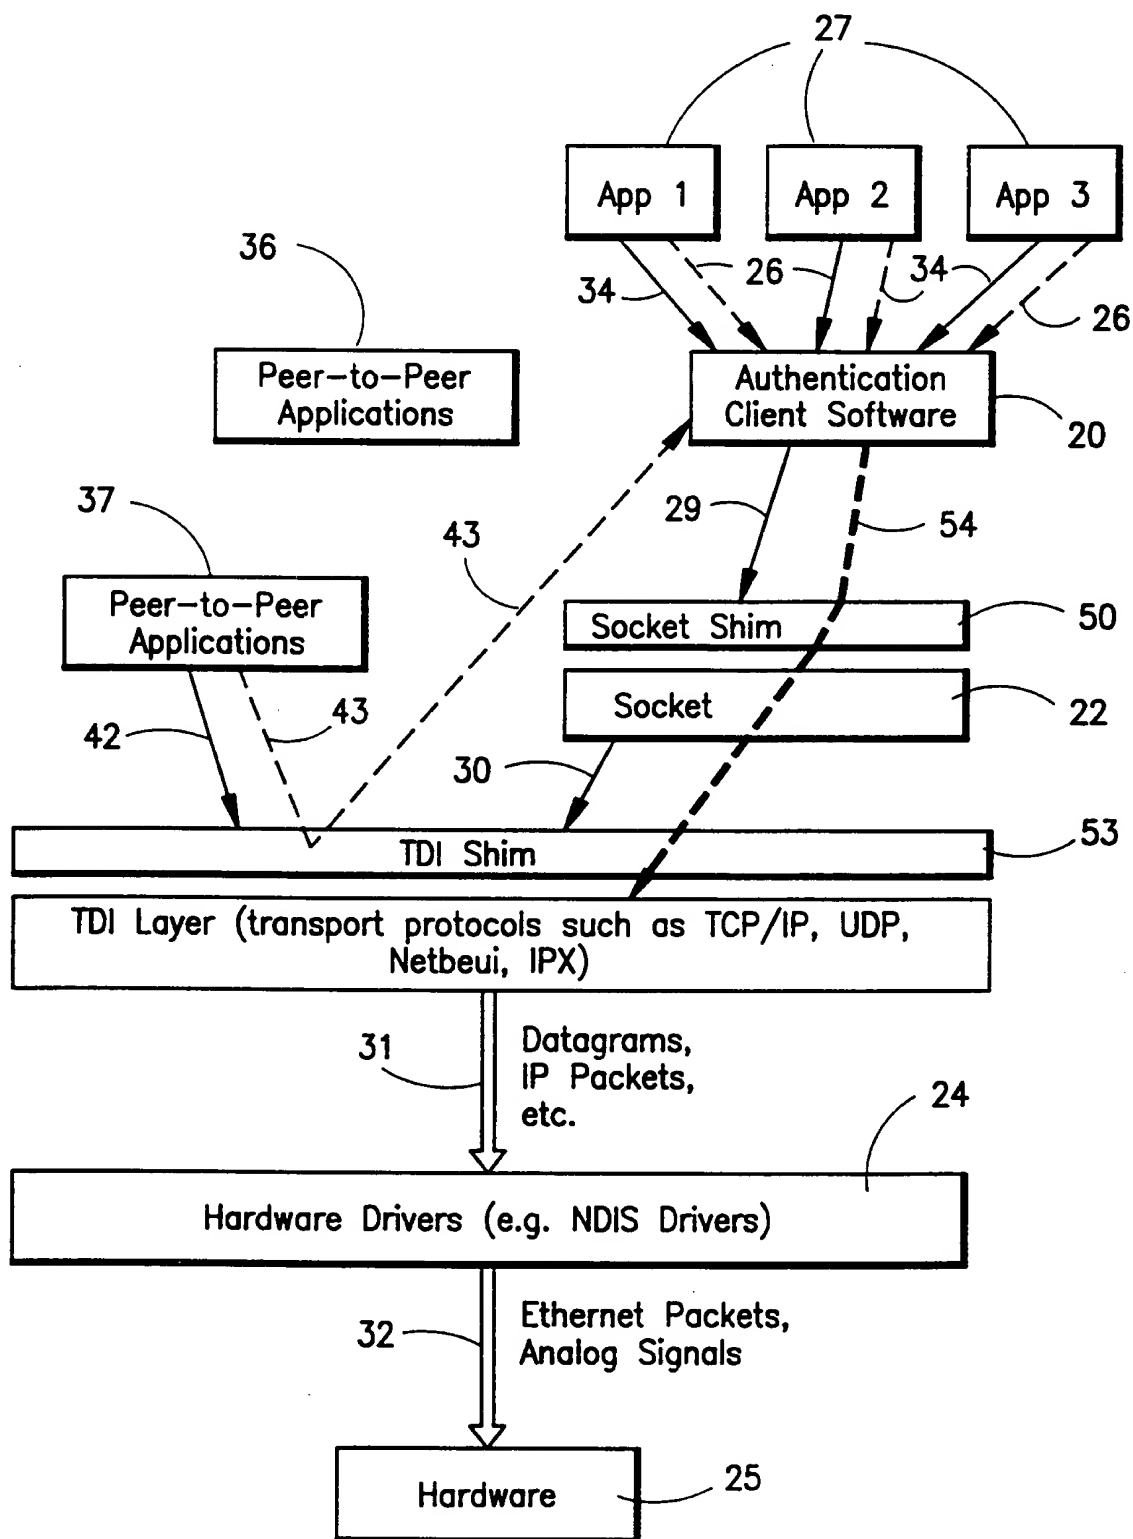 27
App 1
App 2
App 3
36
34
26
34
26
Peer-to-Peer
Applications
Authentication
Client Software
20
37
43
29
54
Peer-to-Peer
Applications
Socket Shim
50
42
43
Socket
22
30
TDI Shim
53
TDI Layer (transport protocols such as TCP/IP, UDP,
Netbeui, IPX)
31
Datagrams,
IP Packets,
etc.
24
Hardware Drivers (e.g. NDIS Drivers)
32
Ethernet Packets,
Analog Signals
Hardware
25